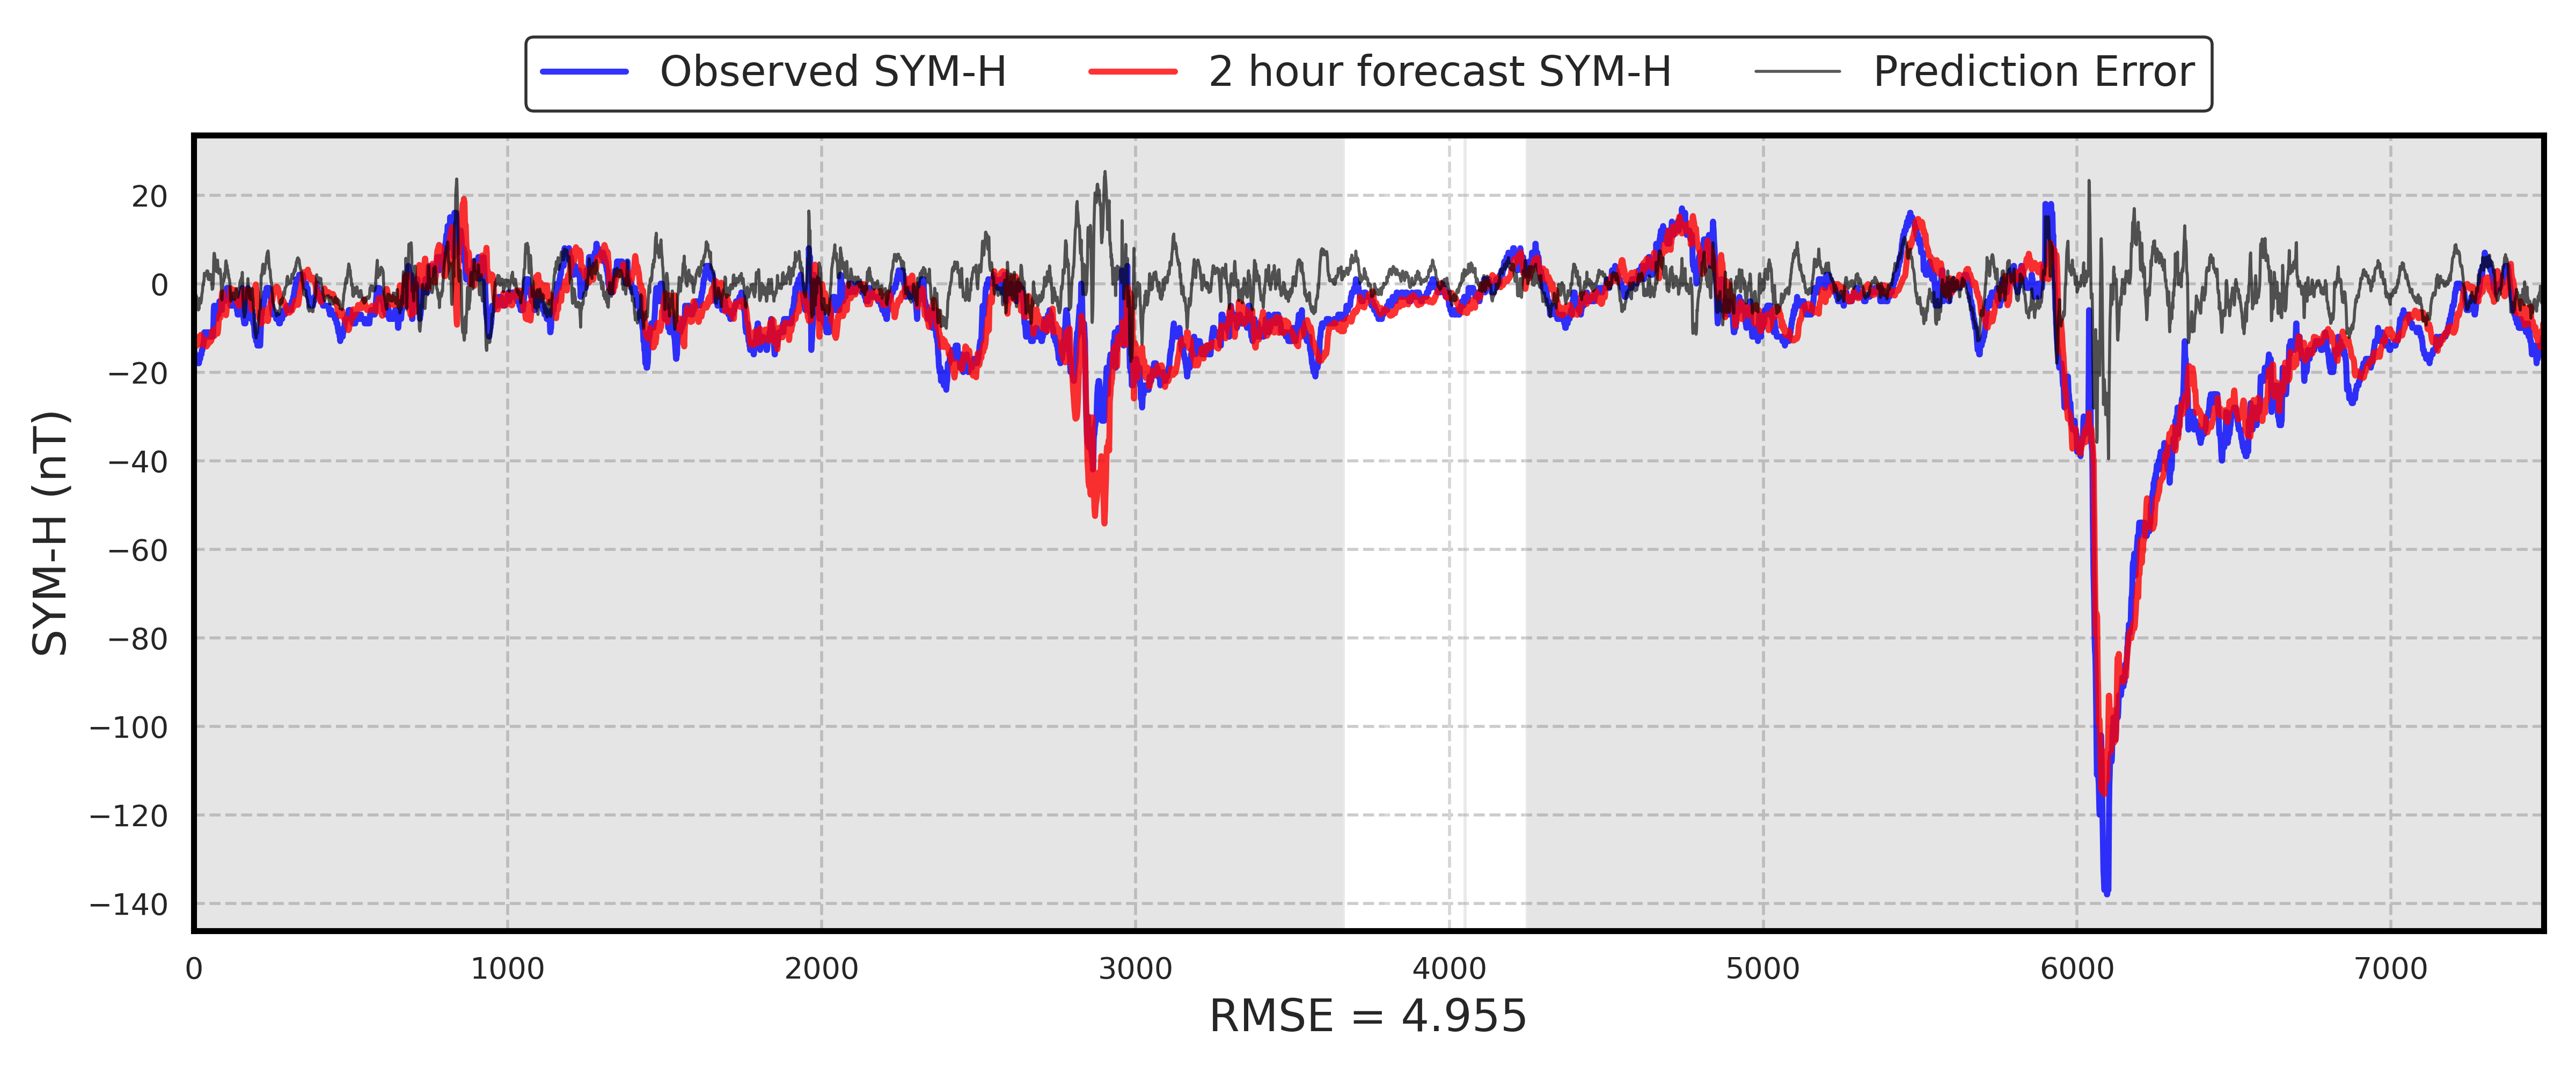 Observed SYM-H 2 hour forecast SYM-H Prediction Error
SYM-H (nT)
20
0
−20
−40
−60
−80
−100
−120
−140
0 1000 2000 3000 4000 5000 6000 7000
RMSE = 4.955